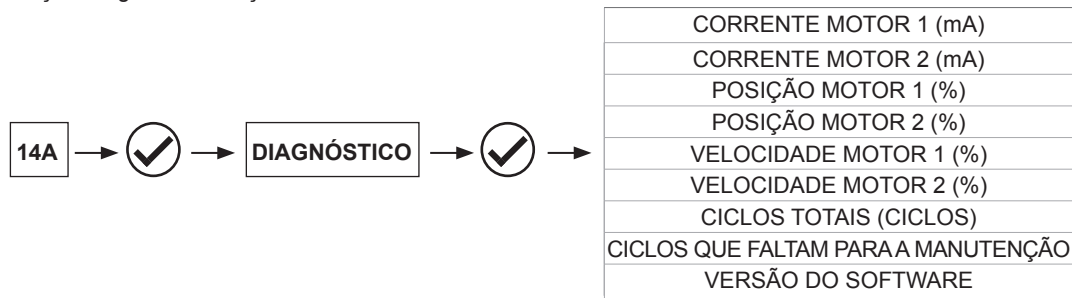 14A
DIAGNÓSTICO
CORRENTE MOTOR 1 (mA)
CORRENTE MOTOR 2 (mA)
POSIÇÃO MOTOR 1 (%)
POSIÇÃO MOTOR 2 (%)
VELOCIDADE MOTOR 1 (%)
VELOCIDADE MOTOR 2 (%)
CICLOS TOTAIS (CICLOS)
CICLOS QUE FALTAM PARA A MANUTENÇÃO
VERSÃO DO SOFTWARE